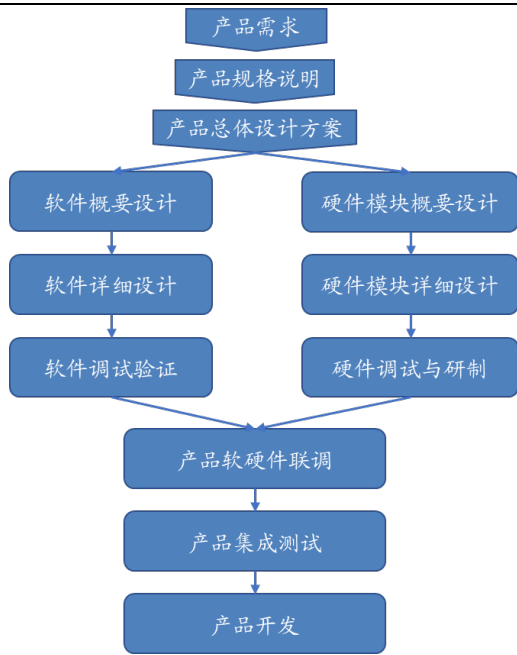 产品需求
产品规格说明
产品总体设计方案
软件概要设计
硬件模块概要设计
软件详细设计
硬件模块详细设计
软件调试验证
硬件调试与研制
产品软硬件联调
产品集成测试
产品开发